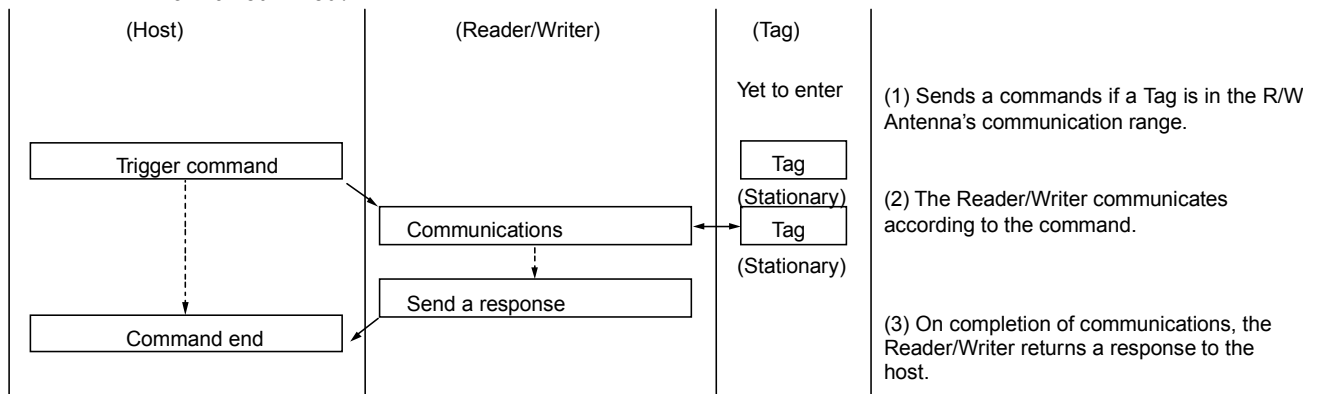 (Host)
(Reader/Writer)
(Tag)
Yet to enter
(1) Sends a commands if a Tag is in the R/W
Antenna's communication range.
Trigger command
Tag
(Stationary)
(2) The Reader/Writer communicates
according to the command.
Communications
Tag
(Stationary)
Send a response
Command end
(3) On completion of communications, the
Reader/Writer returns a response to the
host.